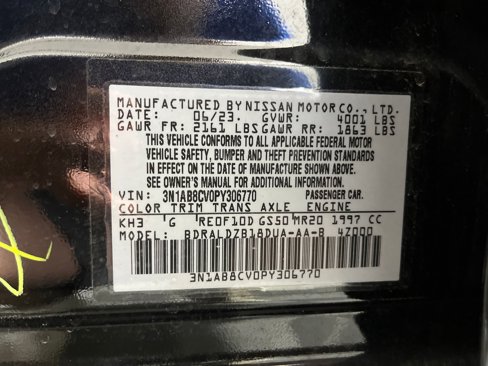 MANUFACTURED BY NISSAN MOTOR CO., LTD.
DATE: 06/23. GVWR: 4001 LBS
GAWR FR: 2161 LBS GAWR RR: 1863 LBS
THIS VEHICLE CONFORMS TO ALL APPLICABLE FEDERAL MOTOR
VEHICLE SAFETY, BUMPER AND THEFT PREVENTION STANDARDS
IN EFFECT ON THE DATE OF MANUFACTURE SHOWN ABOVE.
SEE OWNER'S MANUAL FOR ADDITIONAL INFORMATION.
VIN: 3N1AB8CV0PY306770 PASSENGER CAR.
COLOR TRIM TRANS AXLE ENGINE
KH3 G RE0F10D GS50 MR20 1997 CC
MODEL: BDRALDZB18DUA-AA-B 4Z000
3N1AB8CV0PY306770